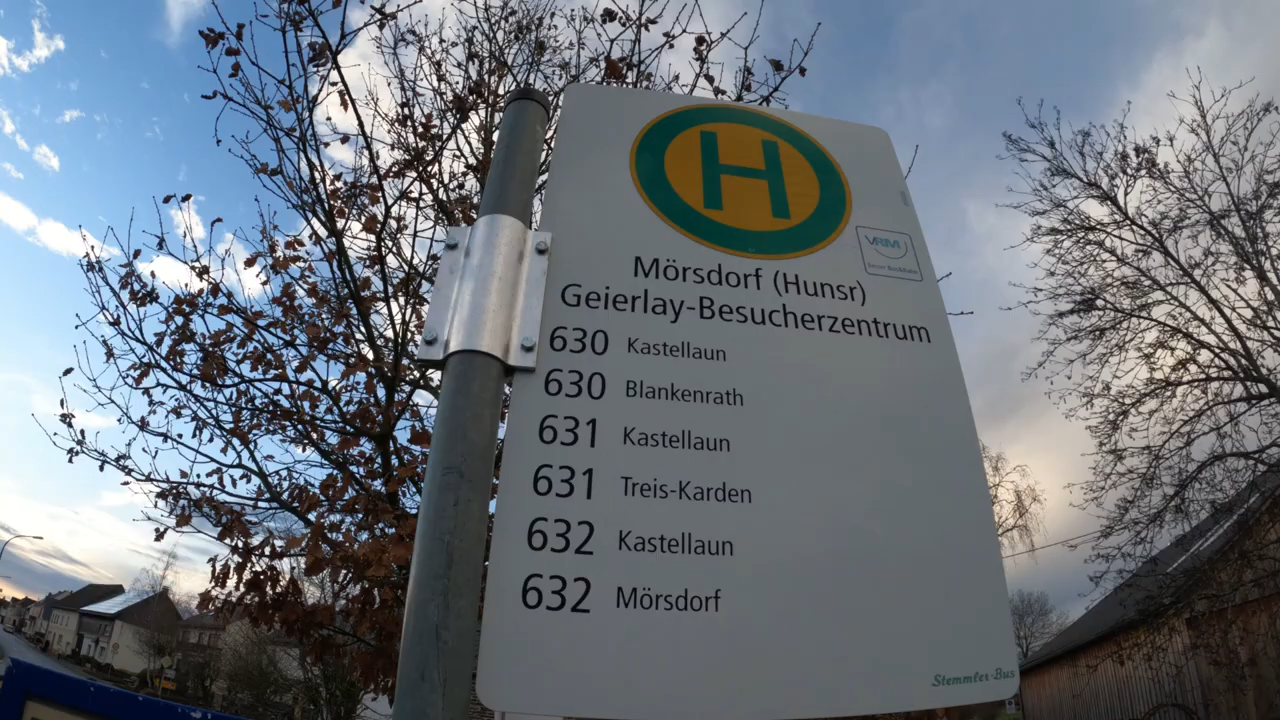 H
VRM
Mörsdorf (Hunsr)
Geierlay-Besucherzentrum
630 Kastellaun
630 Blankenrath
631 Kastellaun
631 Treis-Karden
632 Kastellaun
632 Mörsdorf
Stemmler-Bus